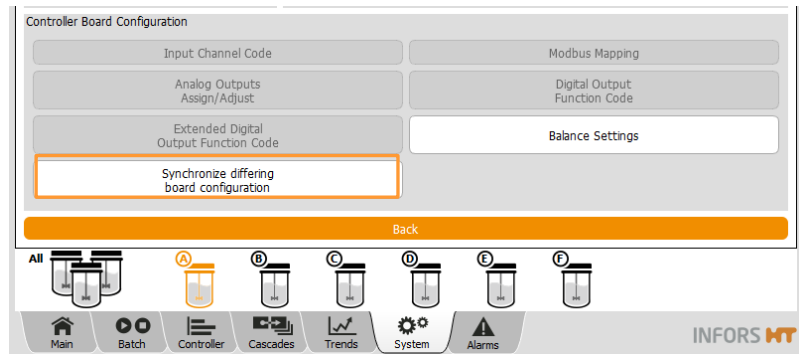 Controller Board Configuration
Input Channel Code
Modbus Mapping
Analog Outputs
Assign/Adjust
Digital Output
Function Code
Extended Digital
Output Function Code
Balance Settings
Synchronize differing
board configuration
Back
All
A
B
C
D
E
F
Main
Batch
Controller
Cascades
Trends
System
Alarms
INFORS HT